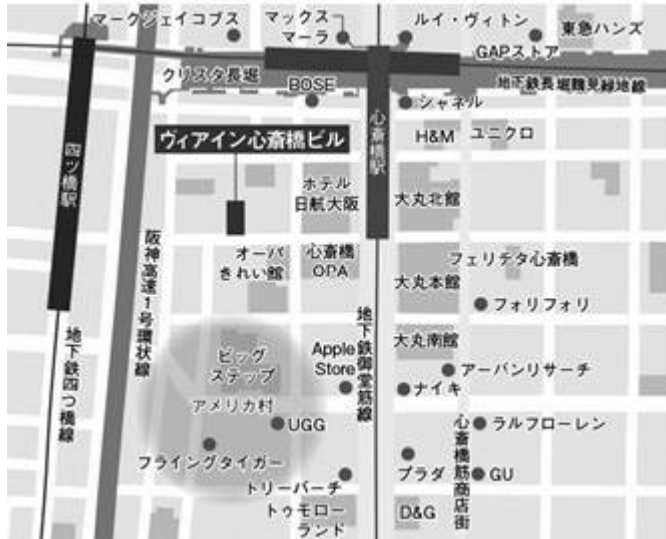 マークジェイコブス
マックス
マーラ
ルイ・ヴィトン
東急ハンズ
GAPストア
クリスタ長堀
地下鉄長堀鶴見緑地線
BOSE
シャネル
心斎橋駅
H&M
ユニクロ
ヴィアイン心斎橋ビル
四ツ橋駅
ホテル
日航大阪
大丸北館
阪神高速1号環状線
オーパ
きれい館
心斎橋
OPA
大丸本館
フェリチタ心斎橋
フォリフォリ
地下鉄四つ橋線
地下鉄御堂筋線
ビッグ
ステップ
Apple
Store
大丸南館
アーバンリサーチ
ナイキ
アメリカ村
UGG
心斎橋筋商店街
ラルフローレン
フライングタイガー
プラダ
GU
トリーバーチ
トゥモロー
ランド
D&G